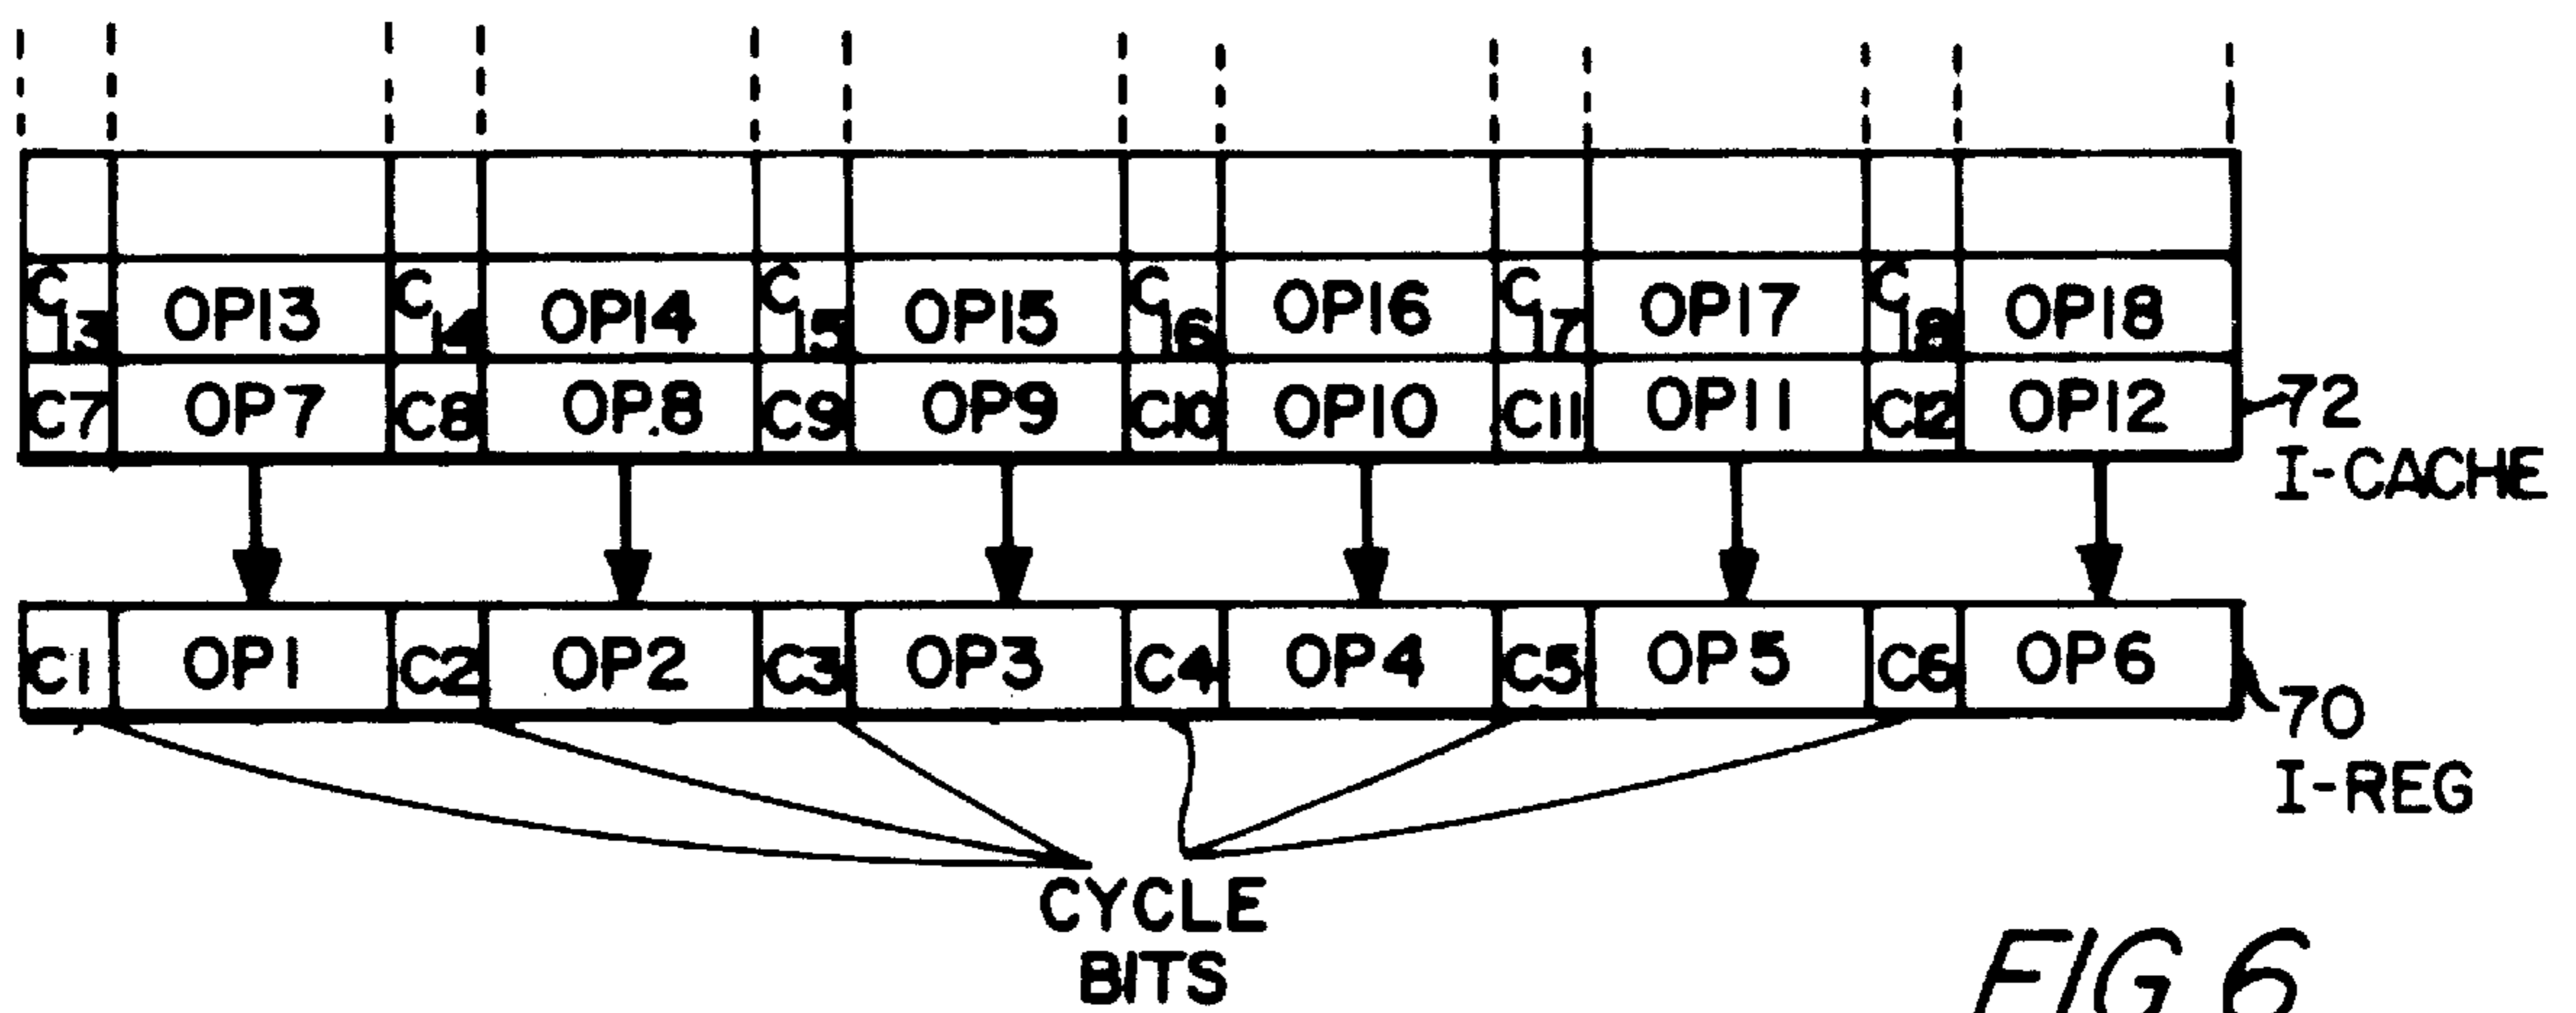 C13 OP13 C14 OP14 C15 OP15 C16 OP16 C17 OP17 C18 OP18
C7 OP7 C8 OP8 C9 OP9 C10 OP10 C11 OP11 C12 OP12
72
I-CACHE
C1 OP1 C2 OP2 C3 OP3 C4 OP4 C5 OP5 C6 OP6
70
I-REG
CYCLE
BITS
FIG 6